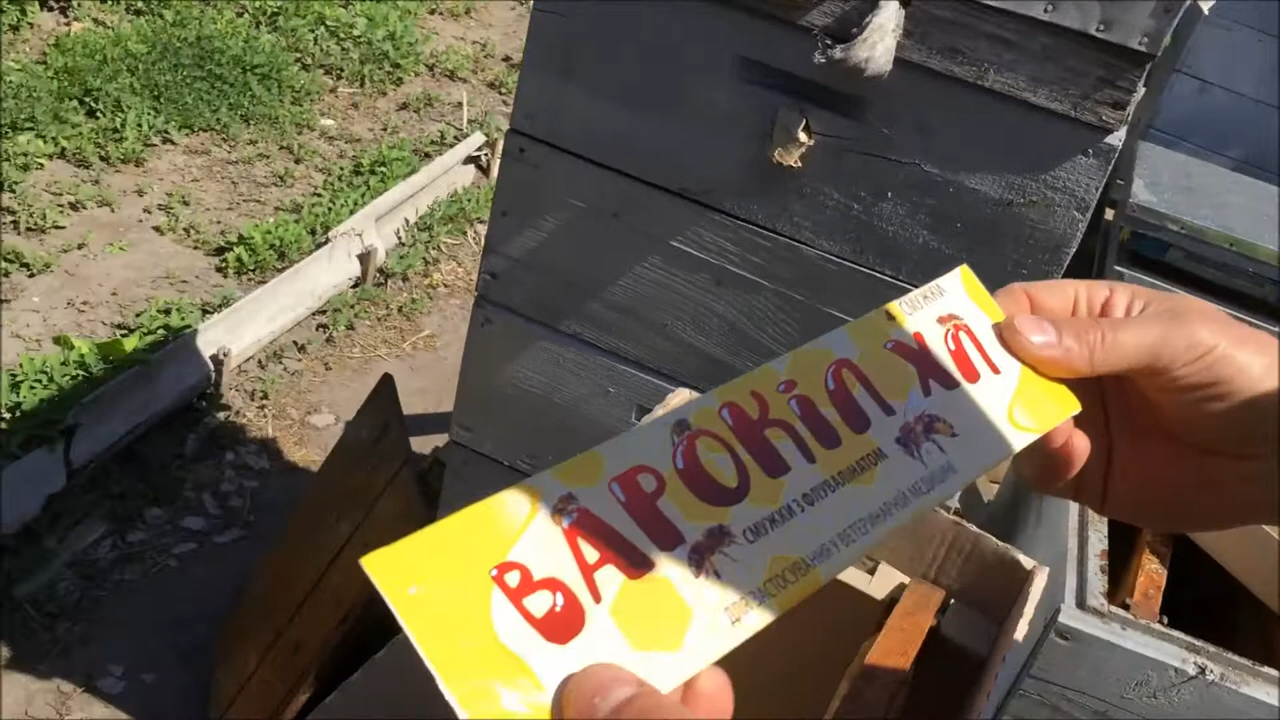 СМУЖКИ
ВАРОКІЛ ХП
СМУЖКИ З ФЛУВАЛІНАТОМ
ДЛЯ ЗАСТОСУВАННЯ У ВЕТЕРИНАРНІЙ МЕДИЦИНІ